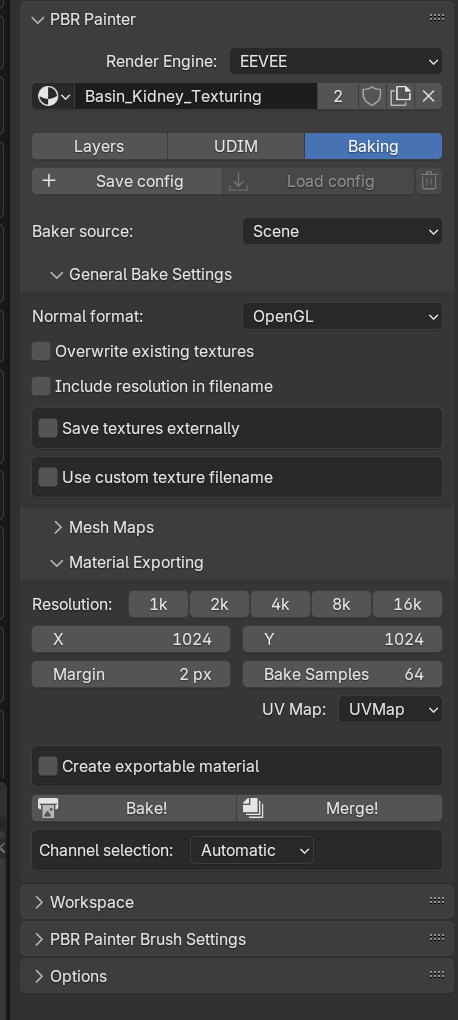 PBR Painter
Render Engine: EEVEE
Basin_Kidney_Texturing 2
Layers UDIM Baking
Save config Load config
Baker source: Scene
General Bake Settings
Normal format: OpenGL
Overwrite existing textures
Include resolution in filename
Save textures externally
Use custom texture filename
Mesh Maps
Material Exporting
Resolution: 1k 2k 4k 8k 16k
X 1024 Y 1024
Margin 2 px Bake Samples 64
UV Map: UVMap
Create exportable material
Bake! Merge!
Channel selection: Automatic
Workspace
PBR Painter Brush Settings
Options